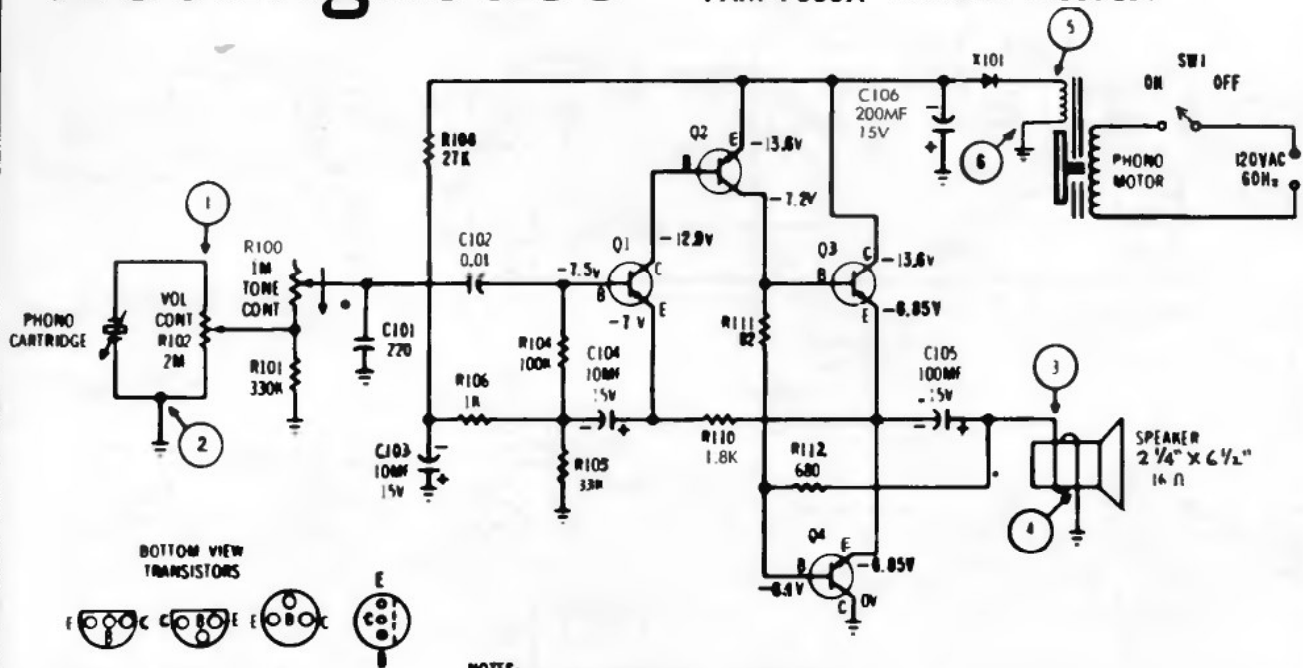 5
SW1
ON OFF
X101
C106
200MF
15V
-
+
6
PHONO
MOTOR
120VAC
60Hz
Q2
E
B
-13.6V
-7.2V
27K
1
R100
1M
TONE
CONT
C102
0.01
Q1
-12.9V
-7.5V
B
C
E
-7V
Q3
C
-13.6V
B
E
-6.85V
PHONO
CARTRIDGE
VOL
CONT
R102
2M
R101
330K
C101
220
R104
100K
C104
10MF
15V
-
+
R111
82
C105
100MF
15V
-
+
3
2
R106
1K
R110
1.8K
C103
10MF
15V
-
+
R105
33K
R112
680
SPEAKER
2 1/4" X 6 1/2"
16 Ω
4
Q4
E
B
-6.85V
C
0V
BOTTOM VIEW
TRANSISTORS
C
B
C B E
E B C
E
C
B
NOTES